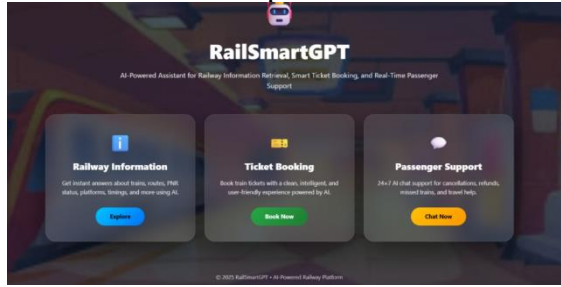 RailSmartGPT
AI-Powered Assistant for Railway Information Retrieval, Smart Ticket Booking, and Real-Time Passenger
Support
Railway Information
Get instant answers about trains, routes, PNR
status, platforms, timings, and more using AI.
Explore
Ticket Booking
Book train tickets with a clean, intelligent, and
user-friendly experience powered by AI.
Book Now
Passenger Support
24×7 AI chat support for cancellations, refunds,
missed trains, and travel help.
Chat Now
© 2025 RailSmartGPT • AI-Powered Railway Platform